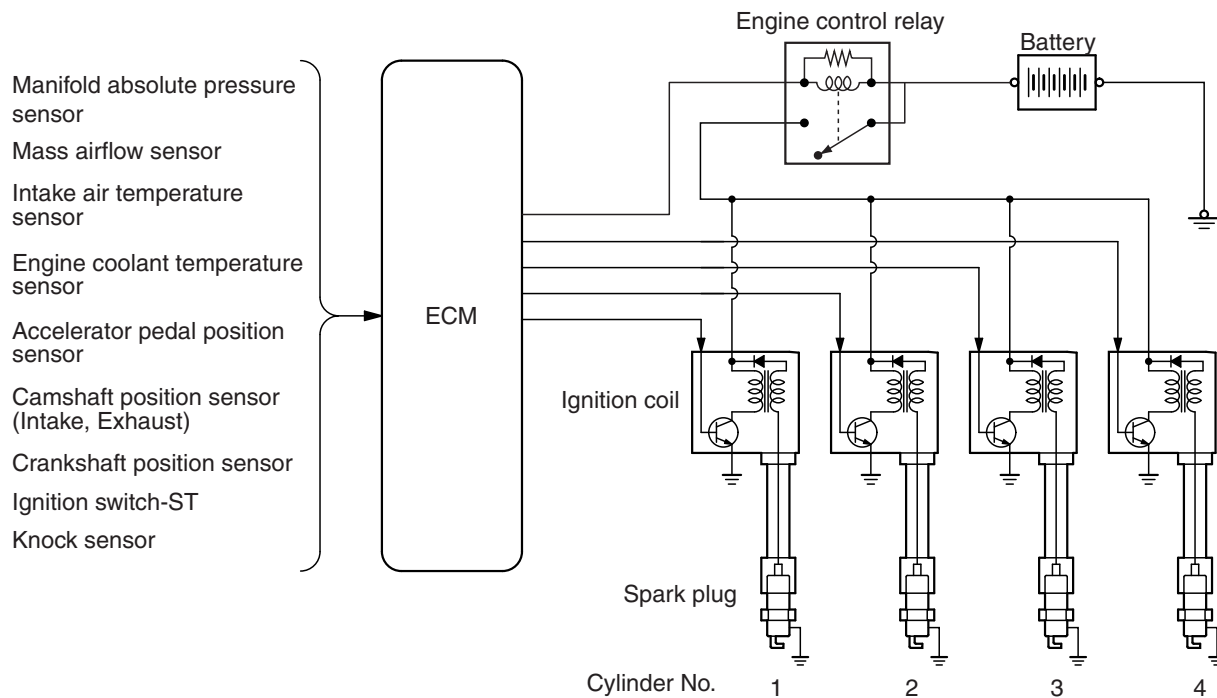 Engine control relay
Battery
Manifold absolute pressure
sensor
Mass airflow sensor
Intake air temperature
sensor
Engine coolant temperature
sensor
Accelerator pedal position
sensor
Camshaft position sensor
(Intake, Exhaust)
Crankshaft position sensor
Ignition switch-ST
Knock sensor
ECM
Ignition coil
Spark plug
Cylinder No. 1 2 3 4